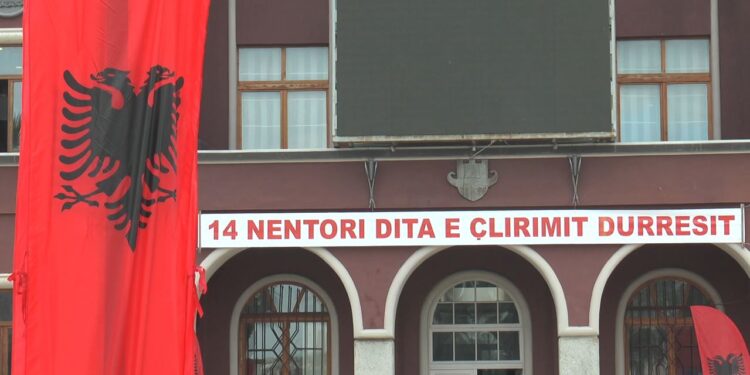 14 NENTORI DITA E ÇLIRIMIT DURRESIT